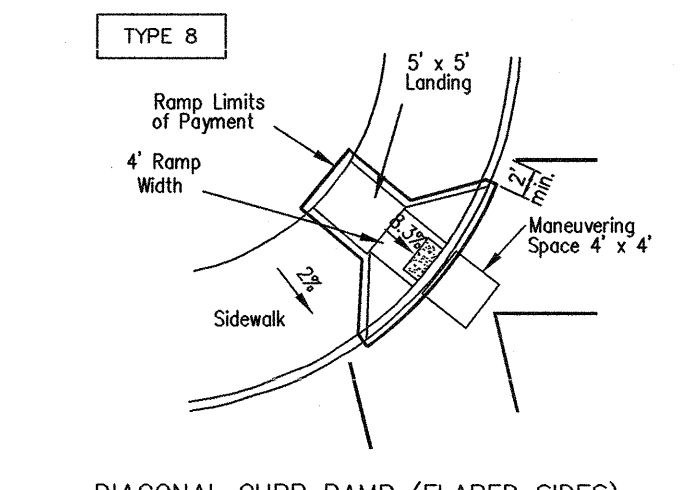 TYPE 8
5' x 5'
Landing
Ramp Limits
of Payment
4' Ramp
Width
8.3%
2'
min.
Maneuvering
Space 4' x 4'
2%
Sidewalk
DIAGONAL CURB RAMP (FLARED SIDES)